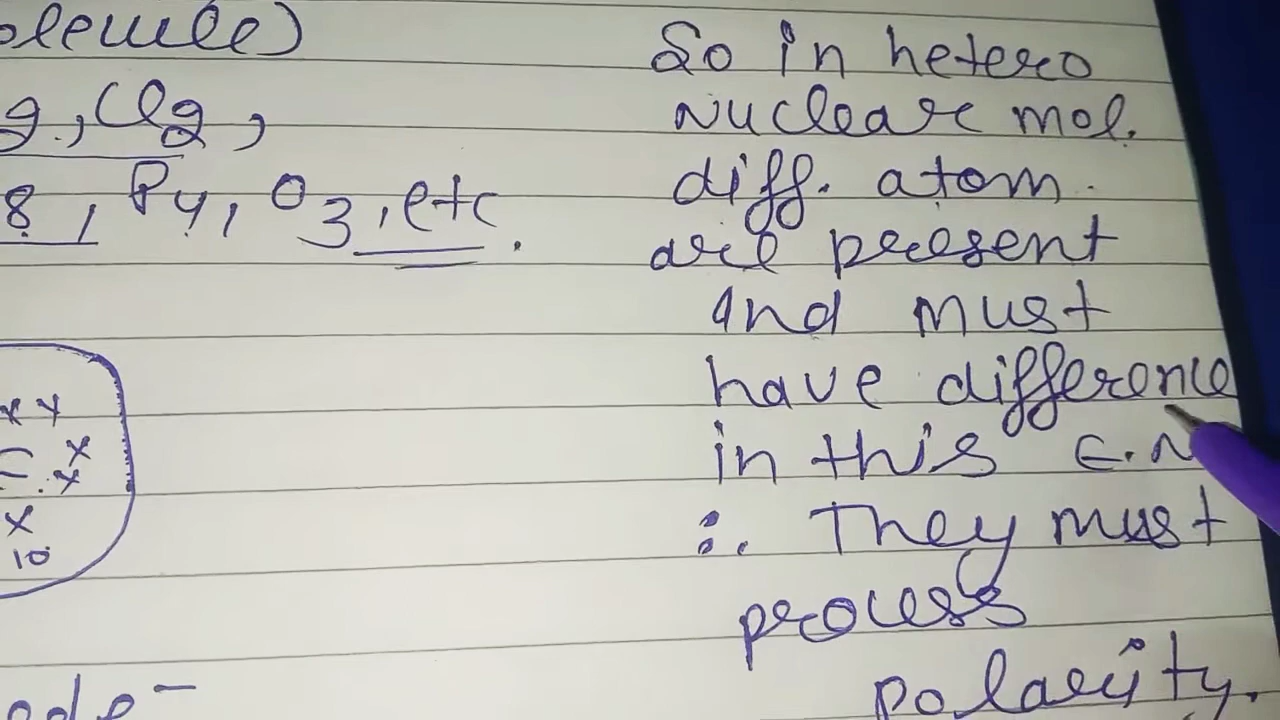 So in hetero
nuclear mol.
diff. atom.
are present
and must
have difference
in this E.N
∴ They must
process
polarity.
Cl2,
8, P4, O3, etc.
x y
x
x
x
10